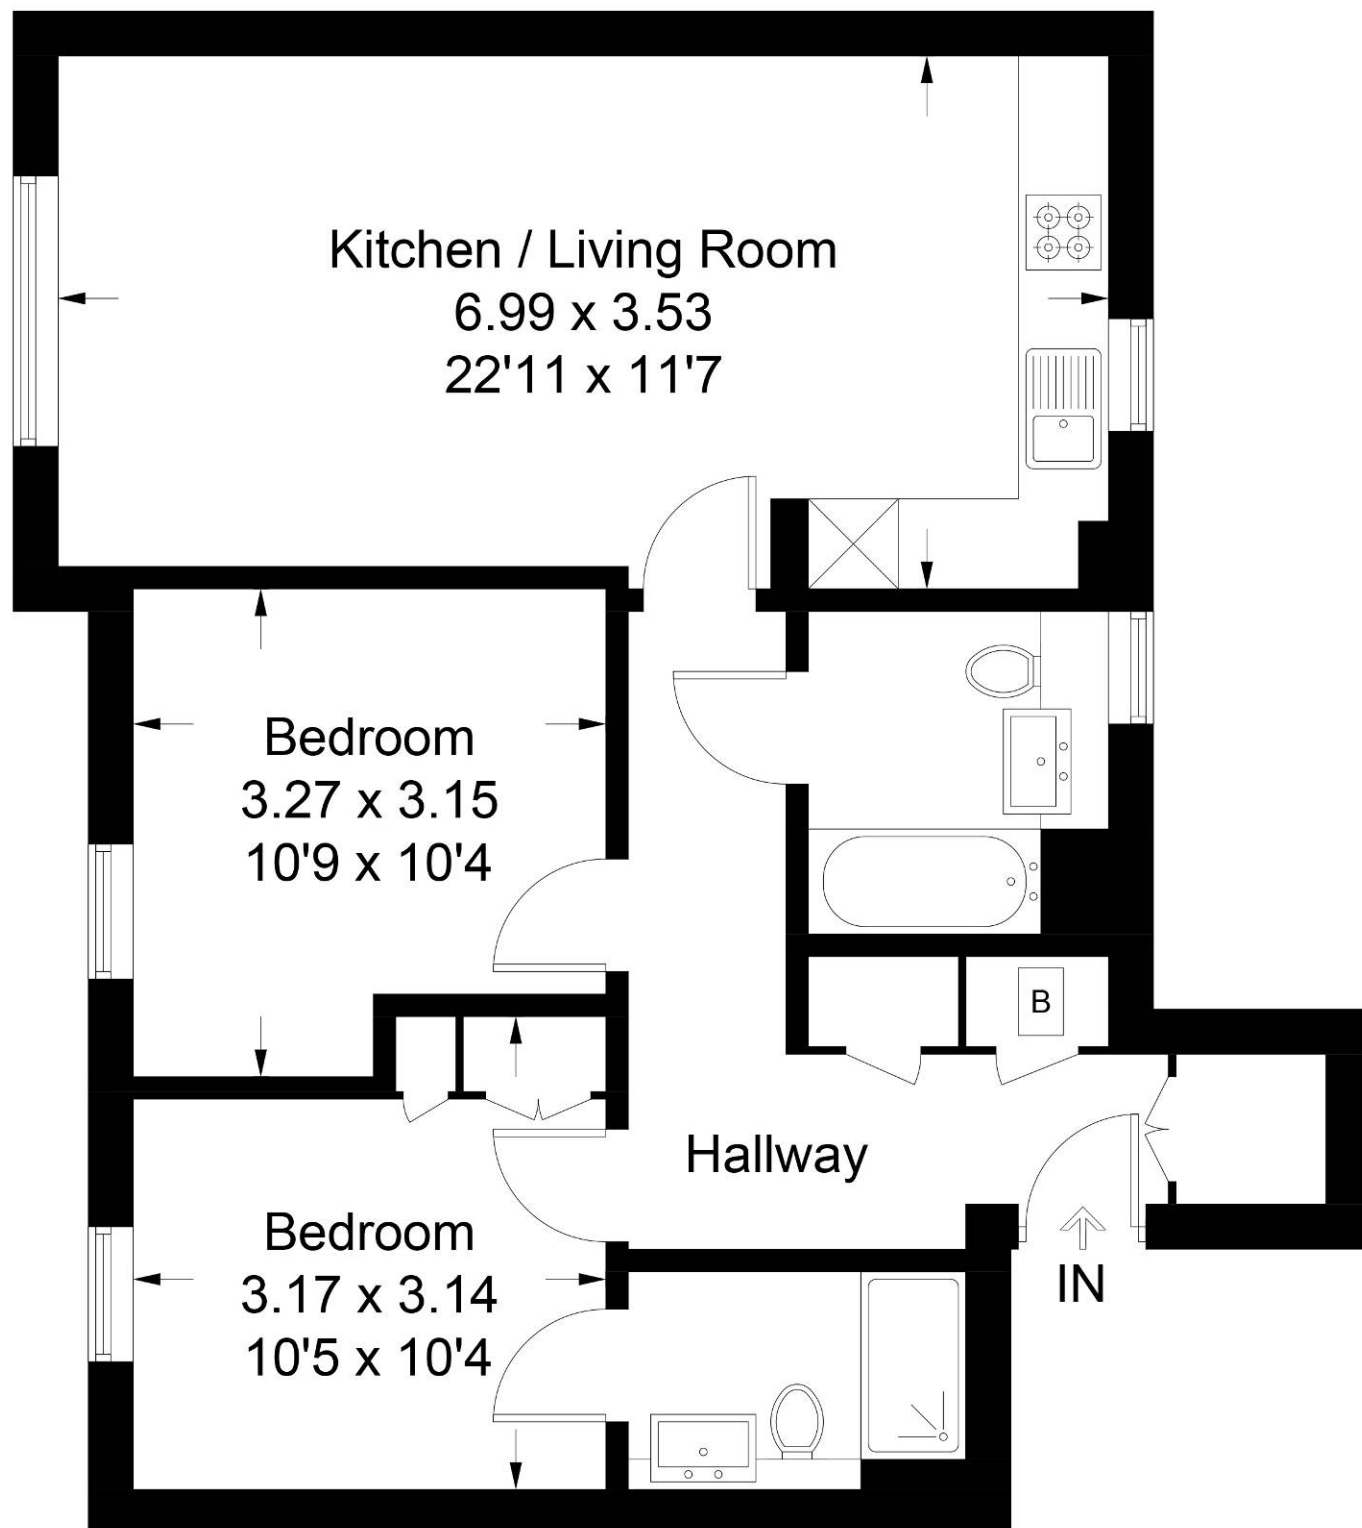 Kitchen / Living Room
6.99 x 3.53
22'11 x 11'7
Bedroom
3.27 x 3.15
10'9 x 10'4
B
Hallway
Bedroom
3.17 x 3.14
10'5 x 10'4
IN